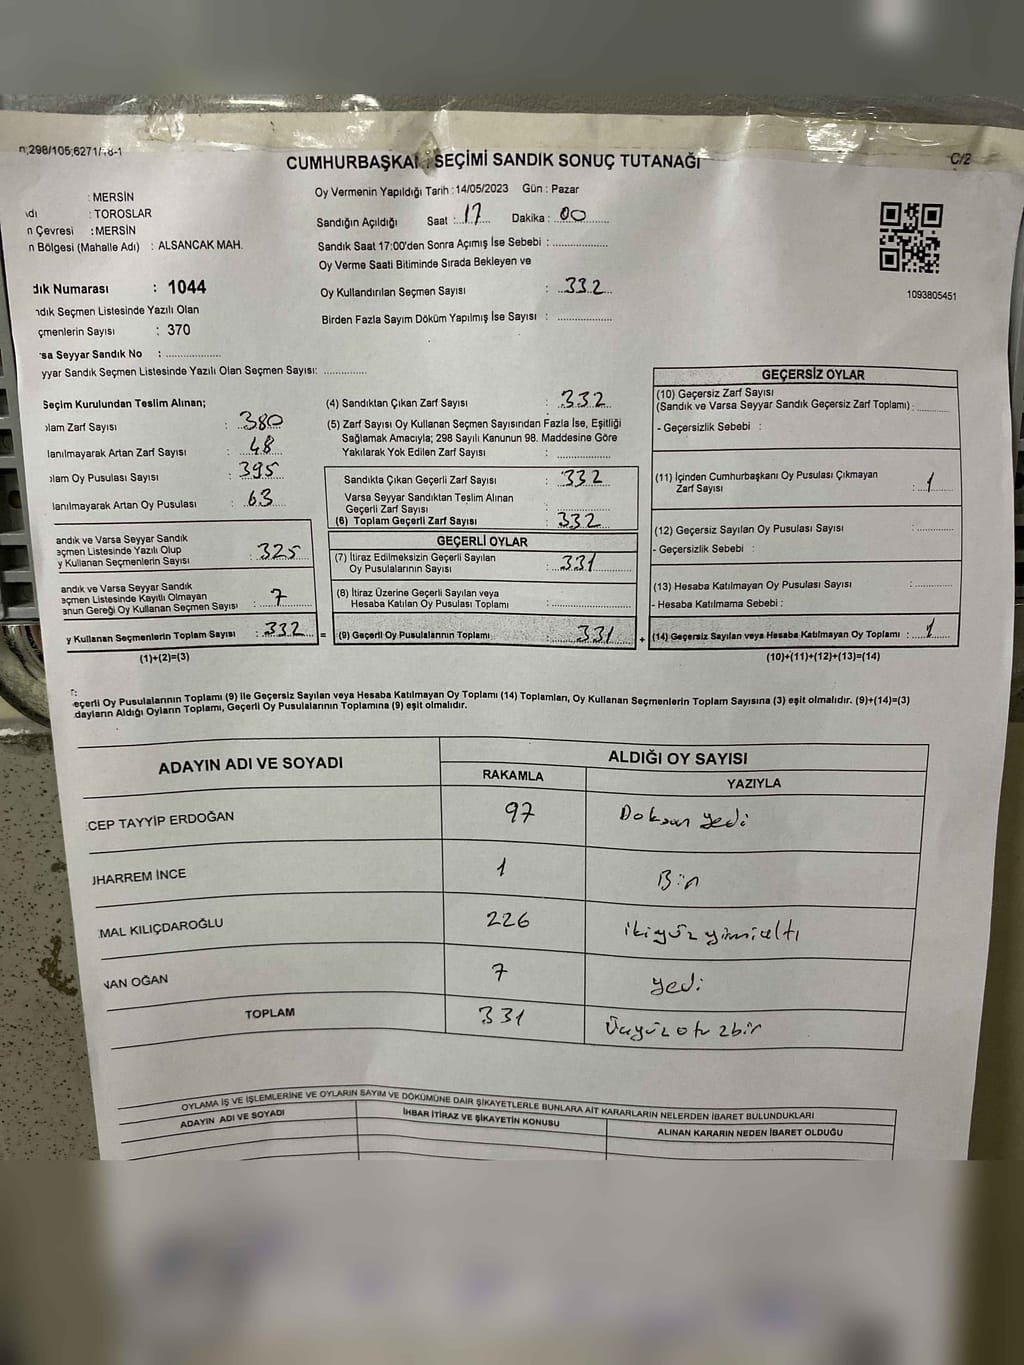 n;298/105;6271/18-1
CUMHURBAŞKA SEÇİMİ SANDIK SONUÇ TUTANAĞI
C/2
: MERSİN
: TOROSLAR
n Çevresi : MERSİN
n Bölgesi (Mahalle Adı) : ALSANCAK MAH.
Oy Vermenin Yapıldığı Tarih : 14/05/2023 Gün : Pazar
Sandığın Açıldığı Saat : 17 Dakika : 00
Sandık Saat 17:00'den Sonra Açımış İse Sebebi :
Oy Verme Saati Bitiminde Sırada Bekleyen ve
Oy Kullandırılan Seçmen Sayısı : 332
Birden Fazla Sayım Döküm Yapılmış İse Sayısı :
1093805451
dık Numarası : 1044
ndık Seçmen Listesinde Yazılı Olan
çmenlerin Sayısı : 370
sa Seyyar Sandık No :
yyar Sandık Seçmen Listesinde Yazılı Olan Seçmen Sayısı:
Seçim Kurulundan Teslim Alınan;
lam Zarf Sayısı : 380
lanılmayarak Artan Zarf Sayısı : 48
lam Oy Pusulası Sayısı : 395
lanılmayarak Artan Oy Pusulası : 63
andık ve Varsa Seyyar Sandık
eçmen Listesinde Yazılı Olup
y Kullanan Seçmenlerin Sayısı : 325
andık ve Varsa Seyyar Sandık
eçmen Listesinde Kayıtlı Olmayan
anun Gereği Oy Kullanan Seçmen Sayısı : 7
y Kullanan Seçmenlerin Toplam Sayısı : 332 =
(1)+(2)=(3)
(4) Sandıktan Çıkan Zarf Sayısı : 332
(5) Zarf Sayısı Oy Kullanan Seçmen Sayısından Fazla İse, Eşitliği
Sağlamak Amacıyla; 298 Sayılı Kanunun 98. Maddesine Göre
Yakılarak Yok Edilen Zarf Sayısı :
Sandıkta Çıkan Geçerli Zarf Sayısı : 332
Varsa Seyyar Sandıktan Teslim Alınan
Geçerli Zarf Sayısı :
(6) Toplam Geçerli Zarf Sayısı : 332
GEÇERLİ OYLAR
(7) İtiraz Edilmeksizin Geçerli Sayılan
Oy Pusulalarının Sayısı : 331
(8) İtiraz Üzerine Geçerli Sayılan veya
Hesaba Katılan Oy Pusulası Toplamı :
(9) Geçerli Oy Pusulalarının Toplamı : 331 +
GEÇERSİZ OYLAR
(10) Geçersiz Zarf Sayısı
(Sandık ve Varsa Seyyar Sandık Geçersiz Zarf Toplamı) :
- Geçersizlik Sebebi :
(11) İçinden Cumhurbaşkanı Oy Pusulası Çıkmayan
Zarf Sayısı : 1
(12) Geçersiz Sayılan Oy Pusulası Sayısı :
- Geçersizlik Sebebi :
(13) Hesaba Katılmayan Oy Pusulası Sayısı :
- Hesaba Katılmama Sebebi :
(14) Geçersiz Sayılan veya Hesaba Katılmayan Oy Toplamı : 1
(10)+(11)+(12)+(13)=(14)
eçerli Oy Pusulalarının Toplamı (9) ile Geçersiz Sayılan veya Hesaba Katılmayan Oy Toplamı (14) Toplamları, Oy Kullanan Seçmenlerin Toplam Sayısına (3) eşit olmalıdır. (9)+(14)=(3)
dayların Aldığı Oyların Toplamı, Geçerli Oy Pusulalarının Toplamına (9) eşit olmalıdır.
ADAYIN ADI VE SOYADI
ALDIĞI OY SAYISI
RAKAMLA YAZIYLA
CEP TAYYİP ERDOĞAN 97 Doksan yedi
JHARREM İNCE 1 Bir
MAL KILIÇDAROĞLU 226 ikiyüz yirmialtı
NAN OĞAN 7 yedi
TOPLAM 331 Üçyüz otuzbir
OYLAMA İŞ VE İŞLEMLERİNE VE OYLARIN SAYIM VE DÖKÜMÜNE DAİR ŞİKAYETLERLE BUNLARA AİT KARARLARIN NELERDEN İBARET BULUNDUKLARI
ADAYIN ADI VE SOYADI İHBAR İTİRAZ VE ŞİKAYETİN KONUSU ALINAN KARARIN NEDEN İBARET OLDUĞU